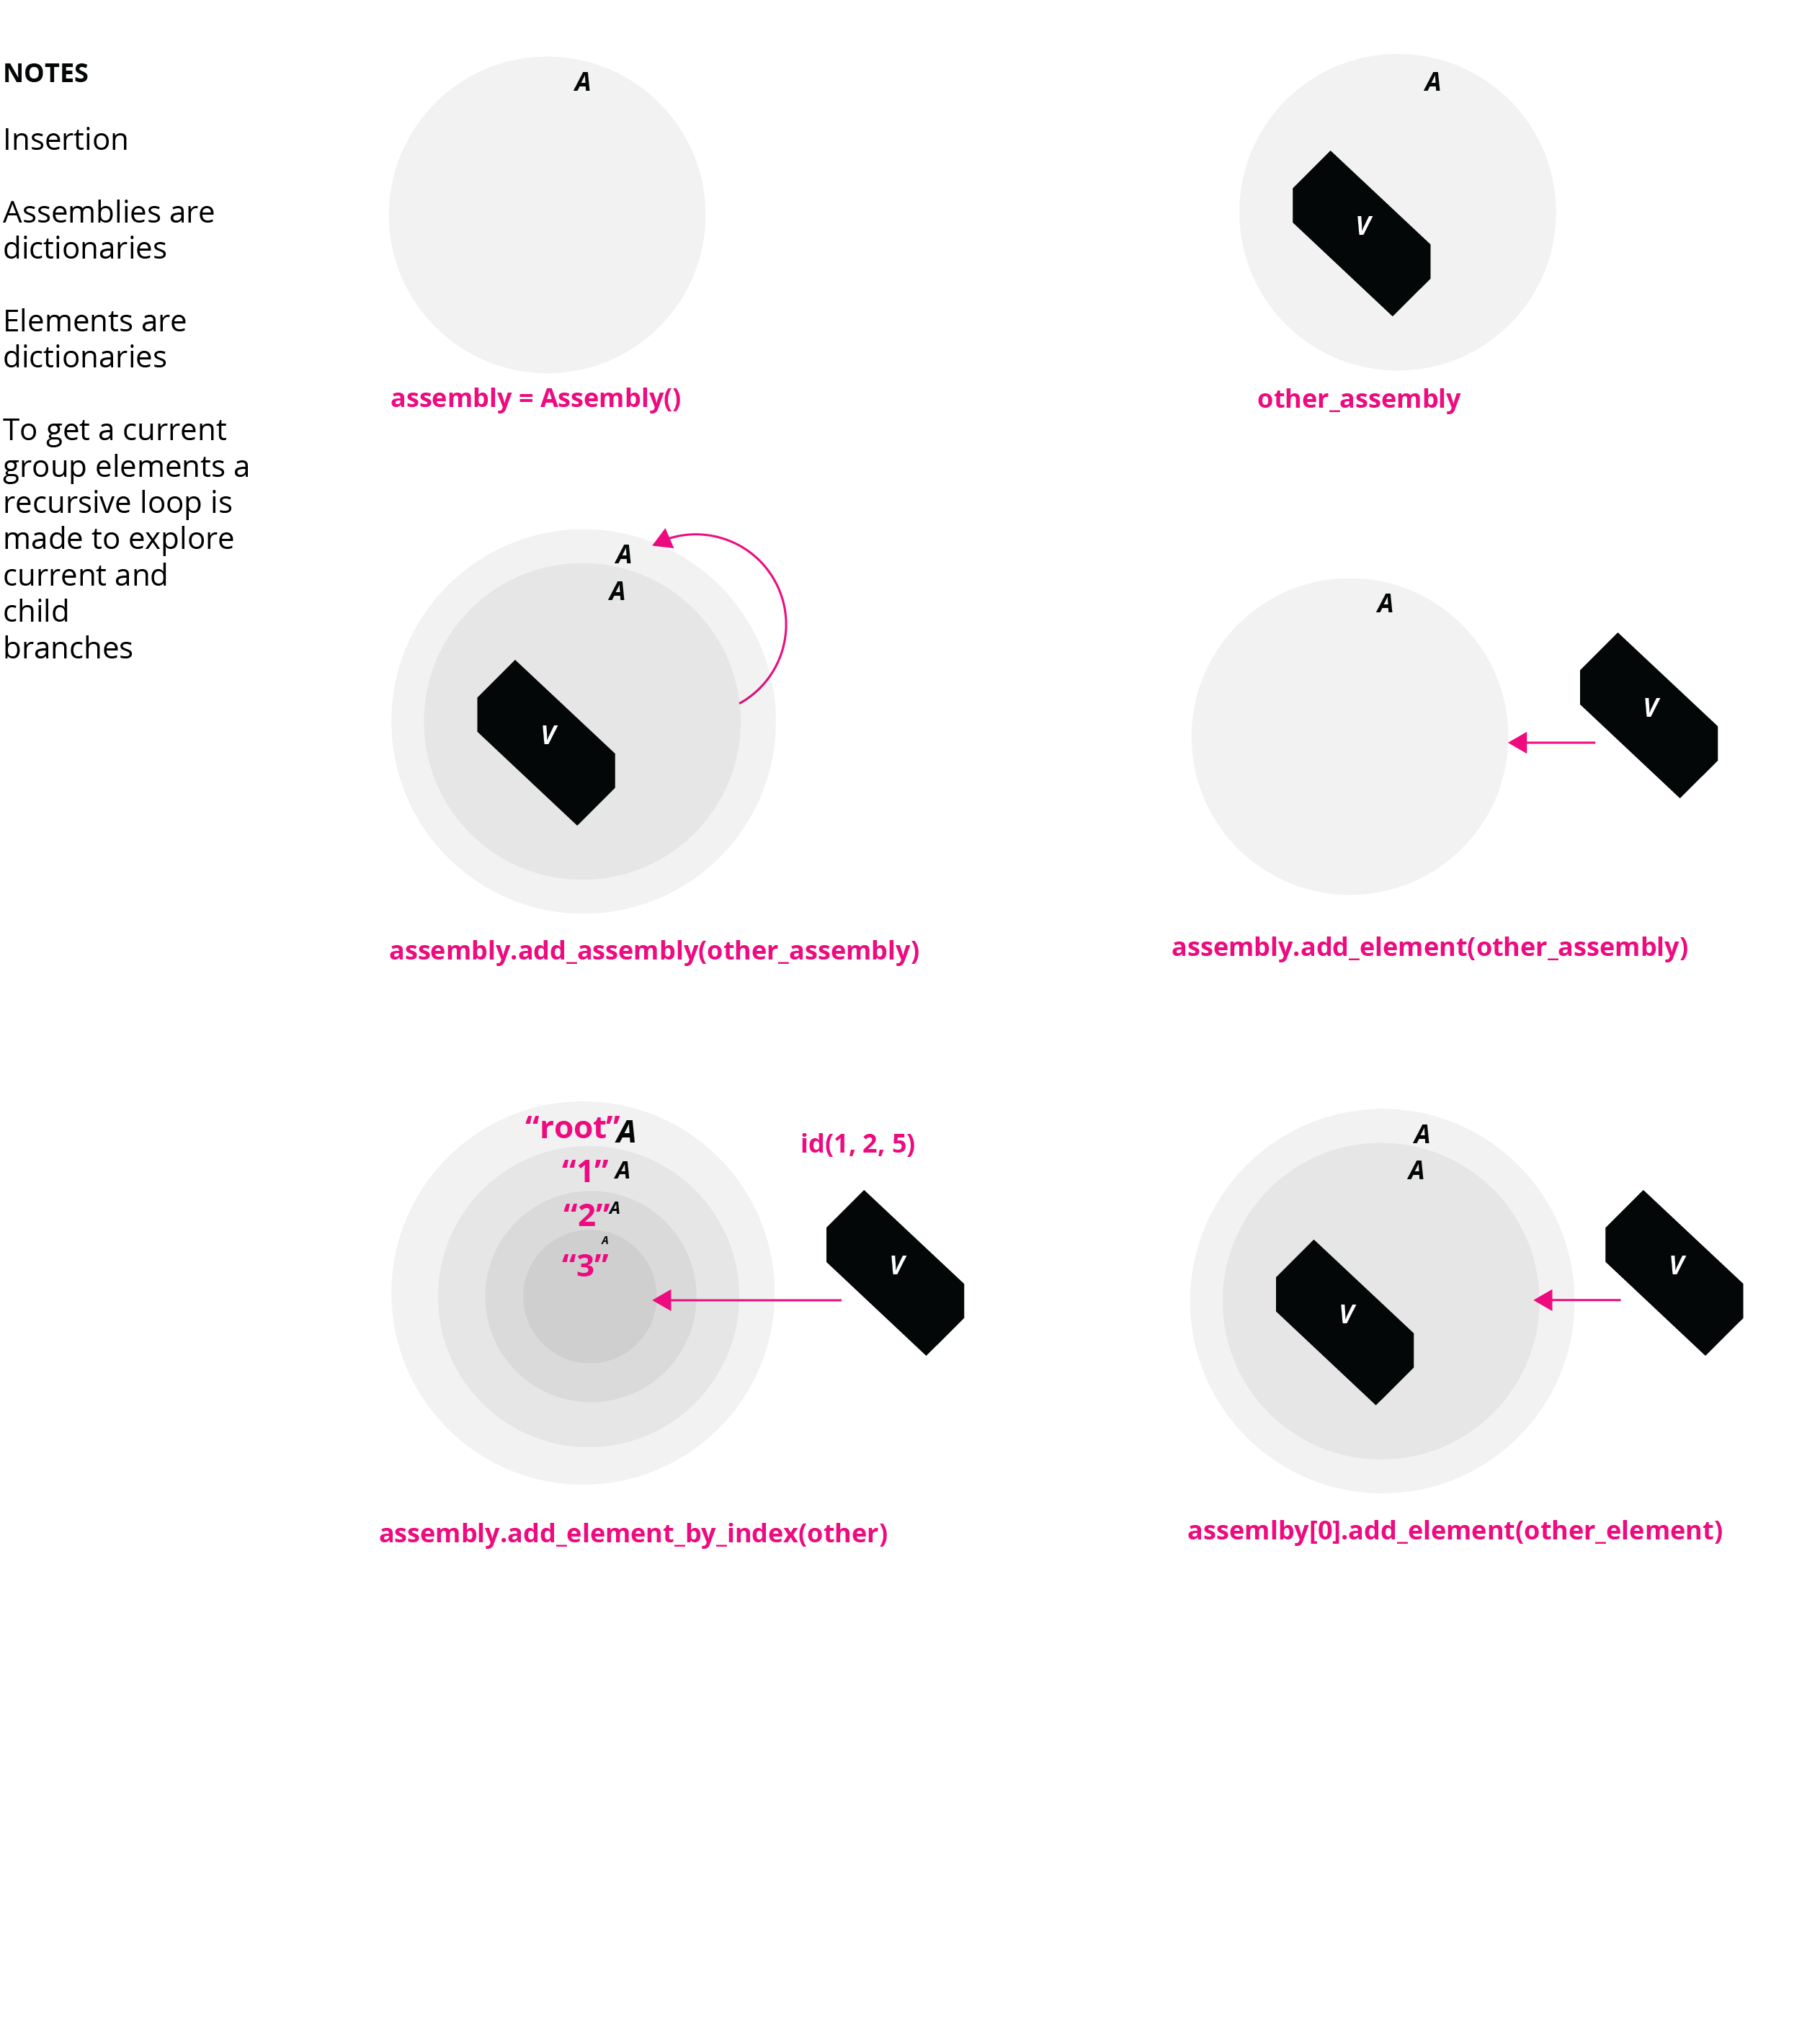 NOTES
Insertion
Assemblies are
dictionaries
Elements are
dictionaries
To get a current
group elements a
recursive loop is
made to explore
current and
child
branches
A
assembly = Assembly()
A
V
other_assembly
A
A
V
assembly.add_assembly(other_assembly)
A
V
assembly.add_element(other_assembly)
“root” A
“1” A
“2” A
A
“3”
id(1, 2, 5)
V
assembly.add_element_by_index(other)
A
A
V
V
assemlby[0].add_element(other_element)